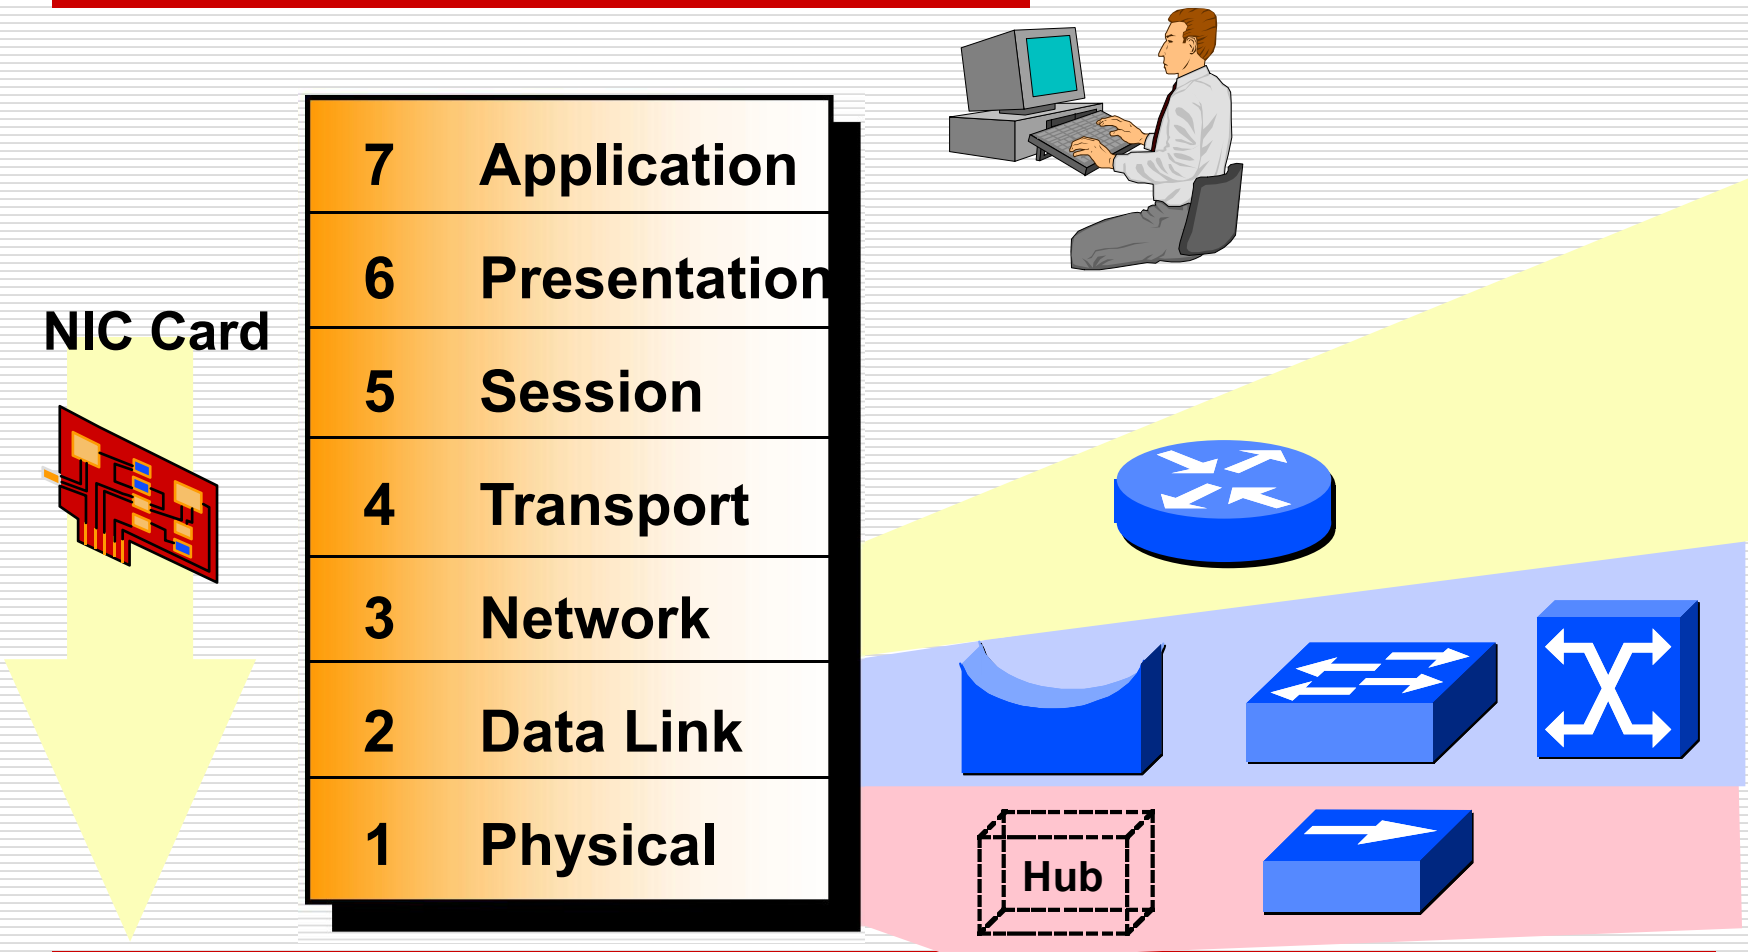 7 Application
6 Presentation
NIC Card
5 Session
4 Transport
3 Network
2 Data Link
1 Physical
Hub